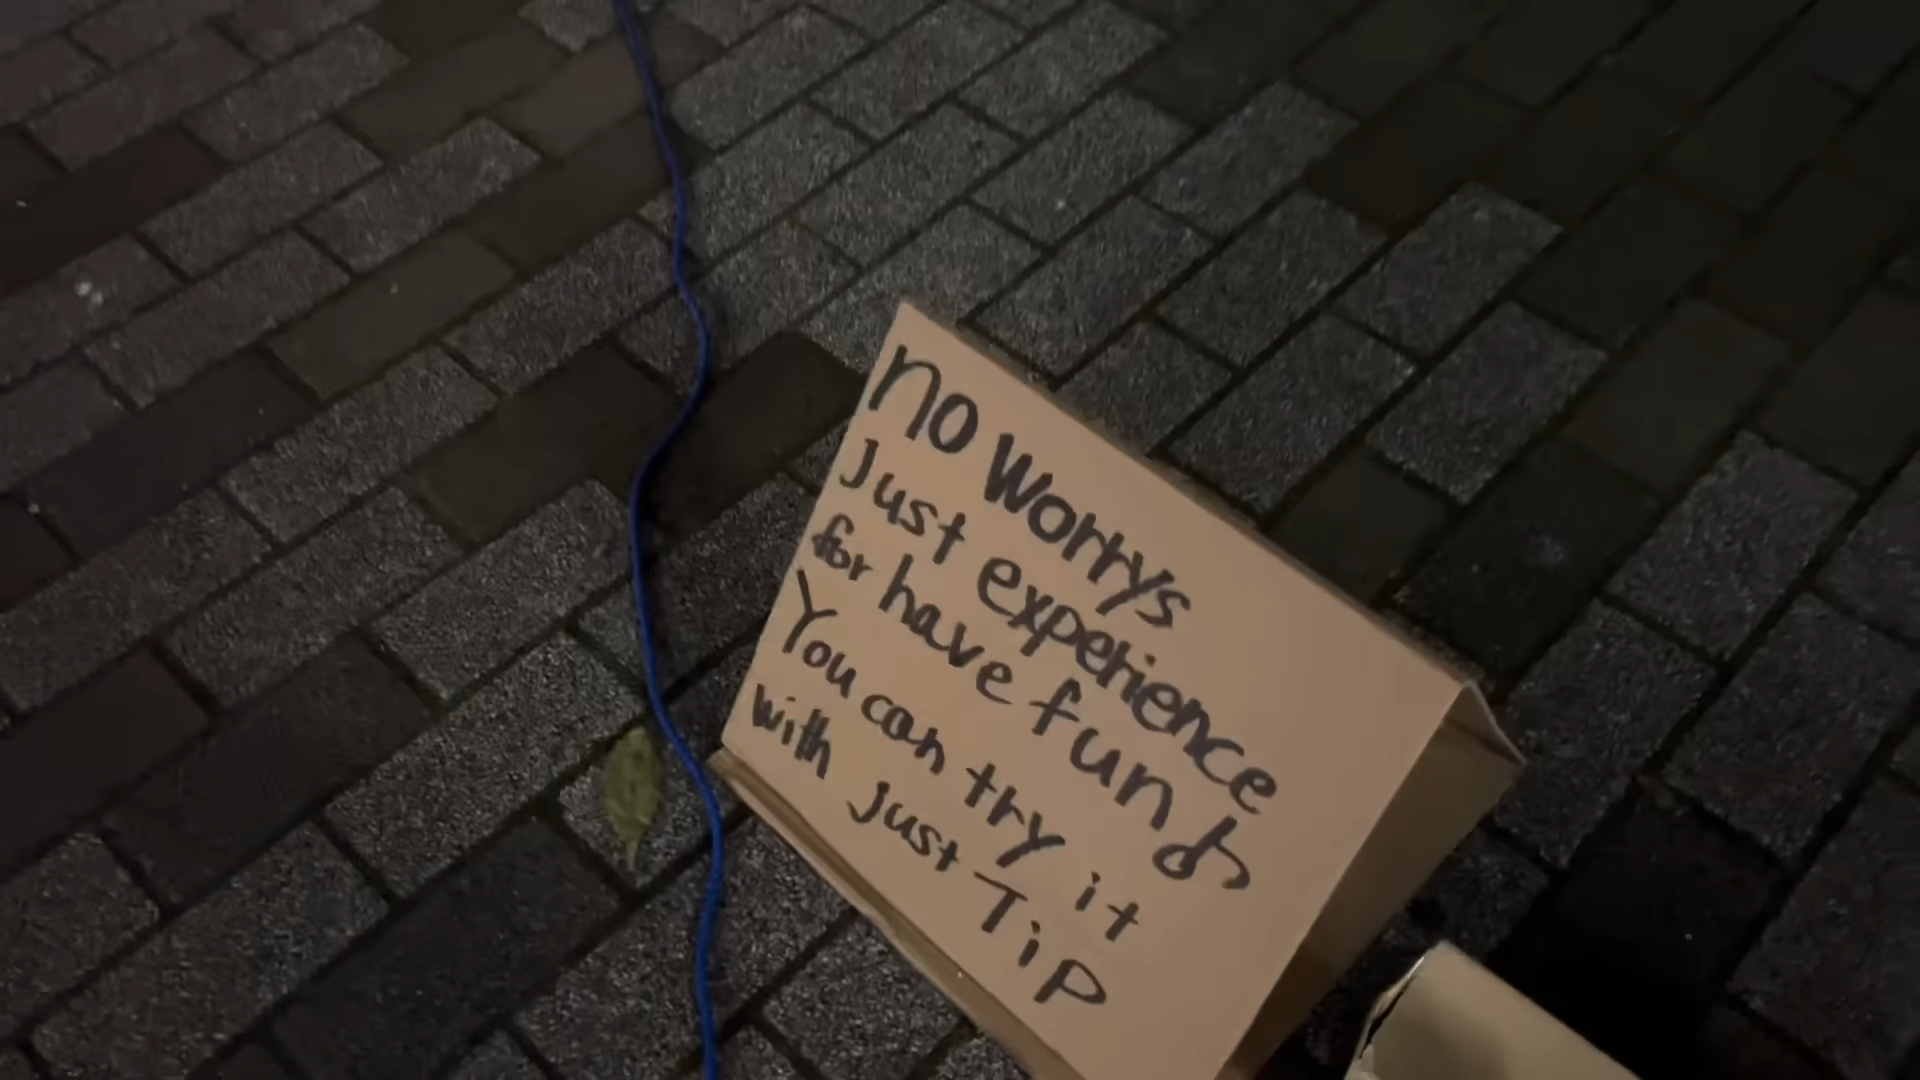 no Worrys
Just experience
for have fun♪
You can try it
with just Tip